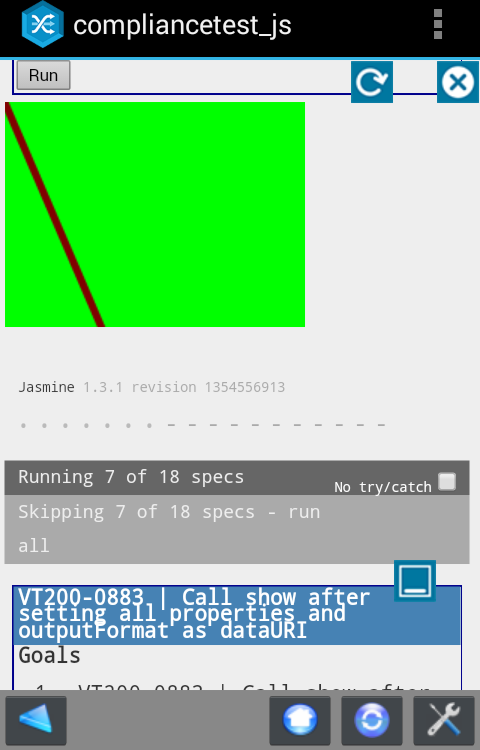 compliancetest_js
Run
Jasmine 1.3.1 revision 1354556913
Running 7 of 18 specs
No try/catch
Skipping 7 of 18 specs - run
all
VT200-0883 | Call show after
setting all properties and
outputFormat as dataURI
Goals
1. VT200-0883 | Call show after